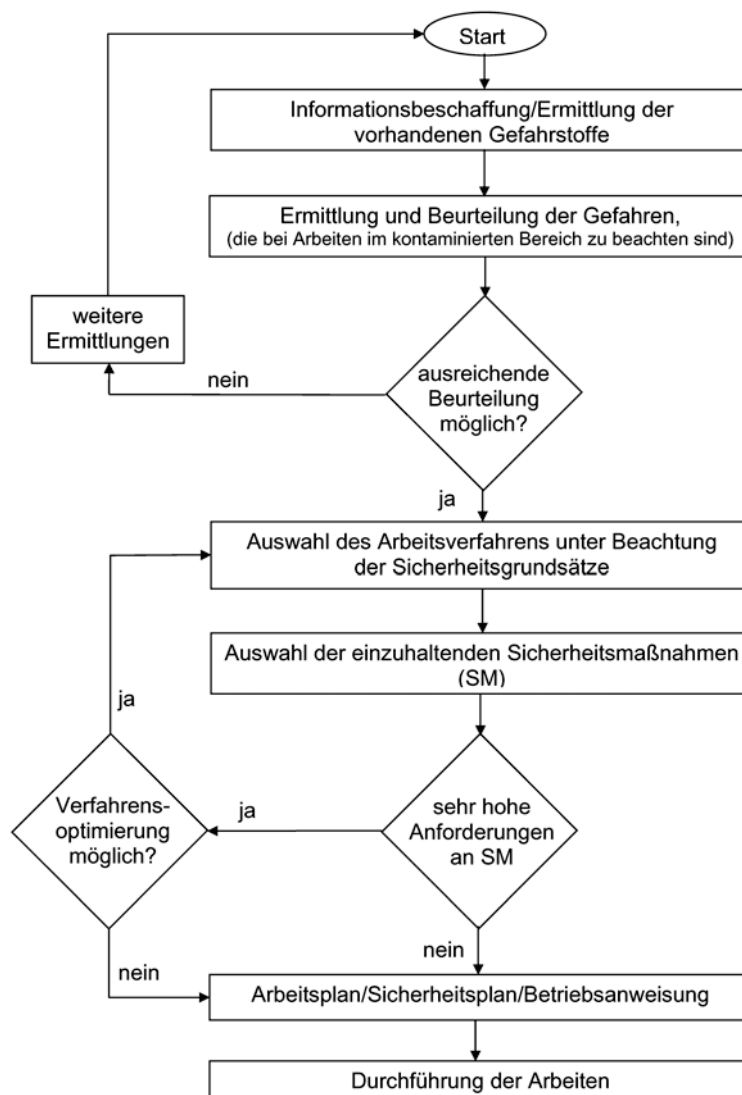 Start
Informationsbeschaffung/Ermittlung der
vorhandenen Gefahrstoffe
Ermittlung und Beurteilung der Gefahren,
(die bei Arbeiten im kontaminierten Bereich zu beachten sind)
weitere
Ermittlungen
nein
ausreichende
Beurteilung
möglich?
ja
Auswahl des Arbeitsverfahrens unter Beachtung
der Sicherheitsgrundsätze
Auswahl der einzuhaltenden Sicherheitsmaßnahmen
(SM)
ja
Verfahrens-
optimierung
möglich?
ja
sehr hohe
Anforderungen
an SM
nein
nein
Arbeitsplan/Sicherheitsplan/Betriebsanweisung
Durchführung der Arbeiten